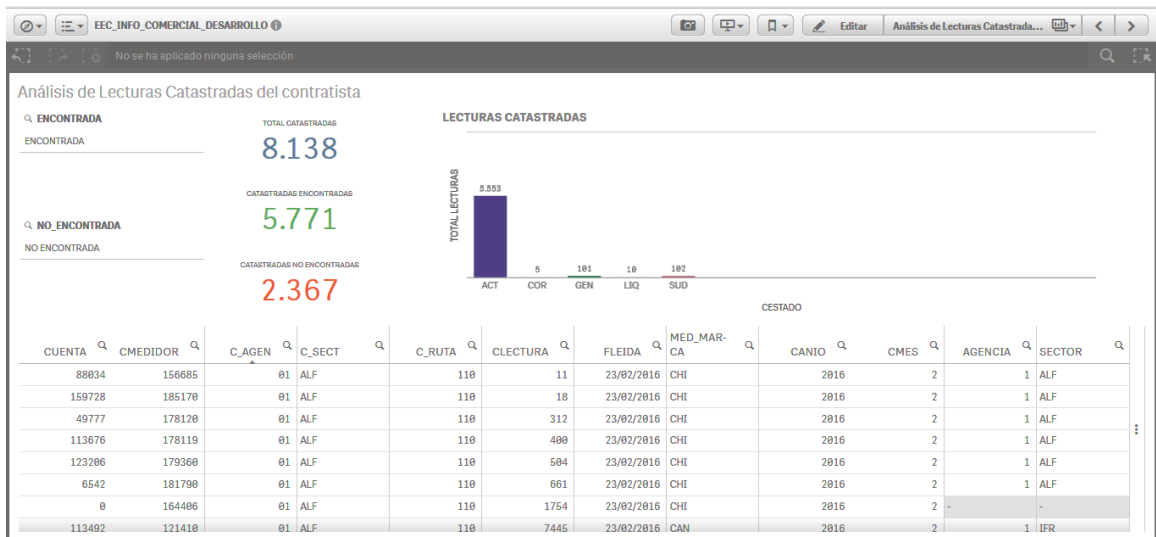 EEC_INFO_COMERCIAL_DESARROLLO
Editar
Análisis de Lecturas Catastrada...
No se ha aplicado ninguna selección
Análisis de Lecturas Catastradas del contratista
ENCONTRADA
ENCONTRADA
NO_ENCONTRADA
NO ENCONTRADA
TOTAL CATASTRADAS
8.138
CATASTRADAS ENCONTRADAS
5.771
CATASTRADAS NO ENCONTRADAS
2.367
LECTURAS CATASTRADAS
TOTAL LECTURAS
5.553 5 101 10 102
ACT COR GEN LIQ SUD
CESTADO
CUENTA CMEDIDOR C_AGEN C_SECT C_RUTA CLECTURA FLEIDA MED_MAR-CA CANIO CMES AGENCIA SECTOR
88034 156685 01 ALF 110 11 23/02/2016 CHI 2016 2 1 ALF
159728 185170 01 ALF 110 18 23/02/2016 CHI 2016 2 1 ALF
49777 178120 01 ALF 110 312 23/02/2016 CHI 2016 2 1 ALF
113676 178119 01 ALF 110 400 23/02/2016 CHI 2016 2 1 ALF
123206 179360 01 ALF 110 504 23/02/2016 CHI 2016 2 1 ALF
6542 181790 01 ALF 110 661 23/02/2016 CHI 2016 2 1 ALF
0 164406 01 ALF 110 1754 23/02/2016 CHI 2016 2 - -
113492 121410 01 ALF 110 7445 23/02/2016 CAN 2016 2 1 IFR